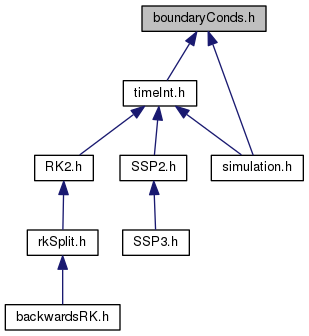 boundaryConds.h
timeInt.h
RK2.h
SSP2.h
simulation.h
rkSplit.h
SSP3.h
backwardsRK.h